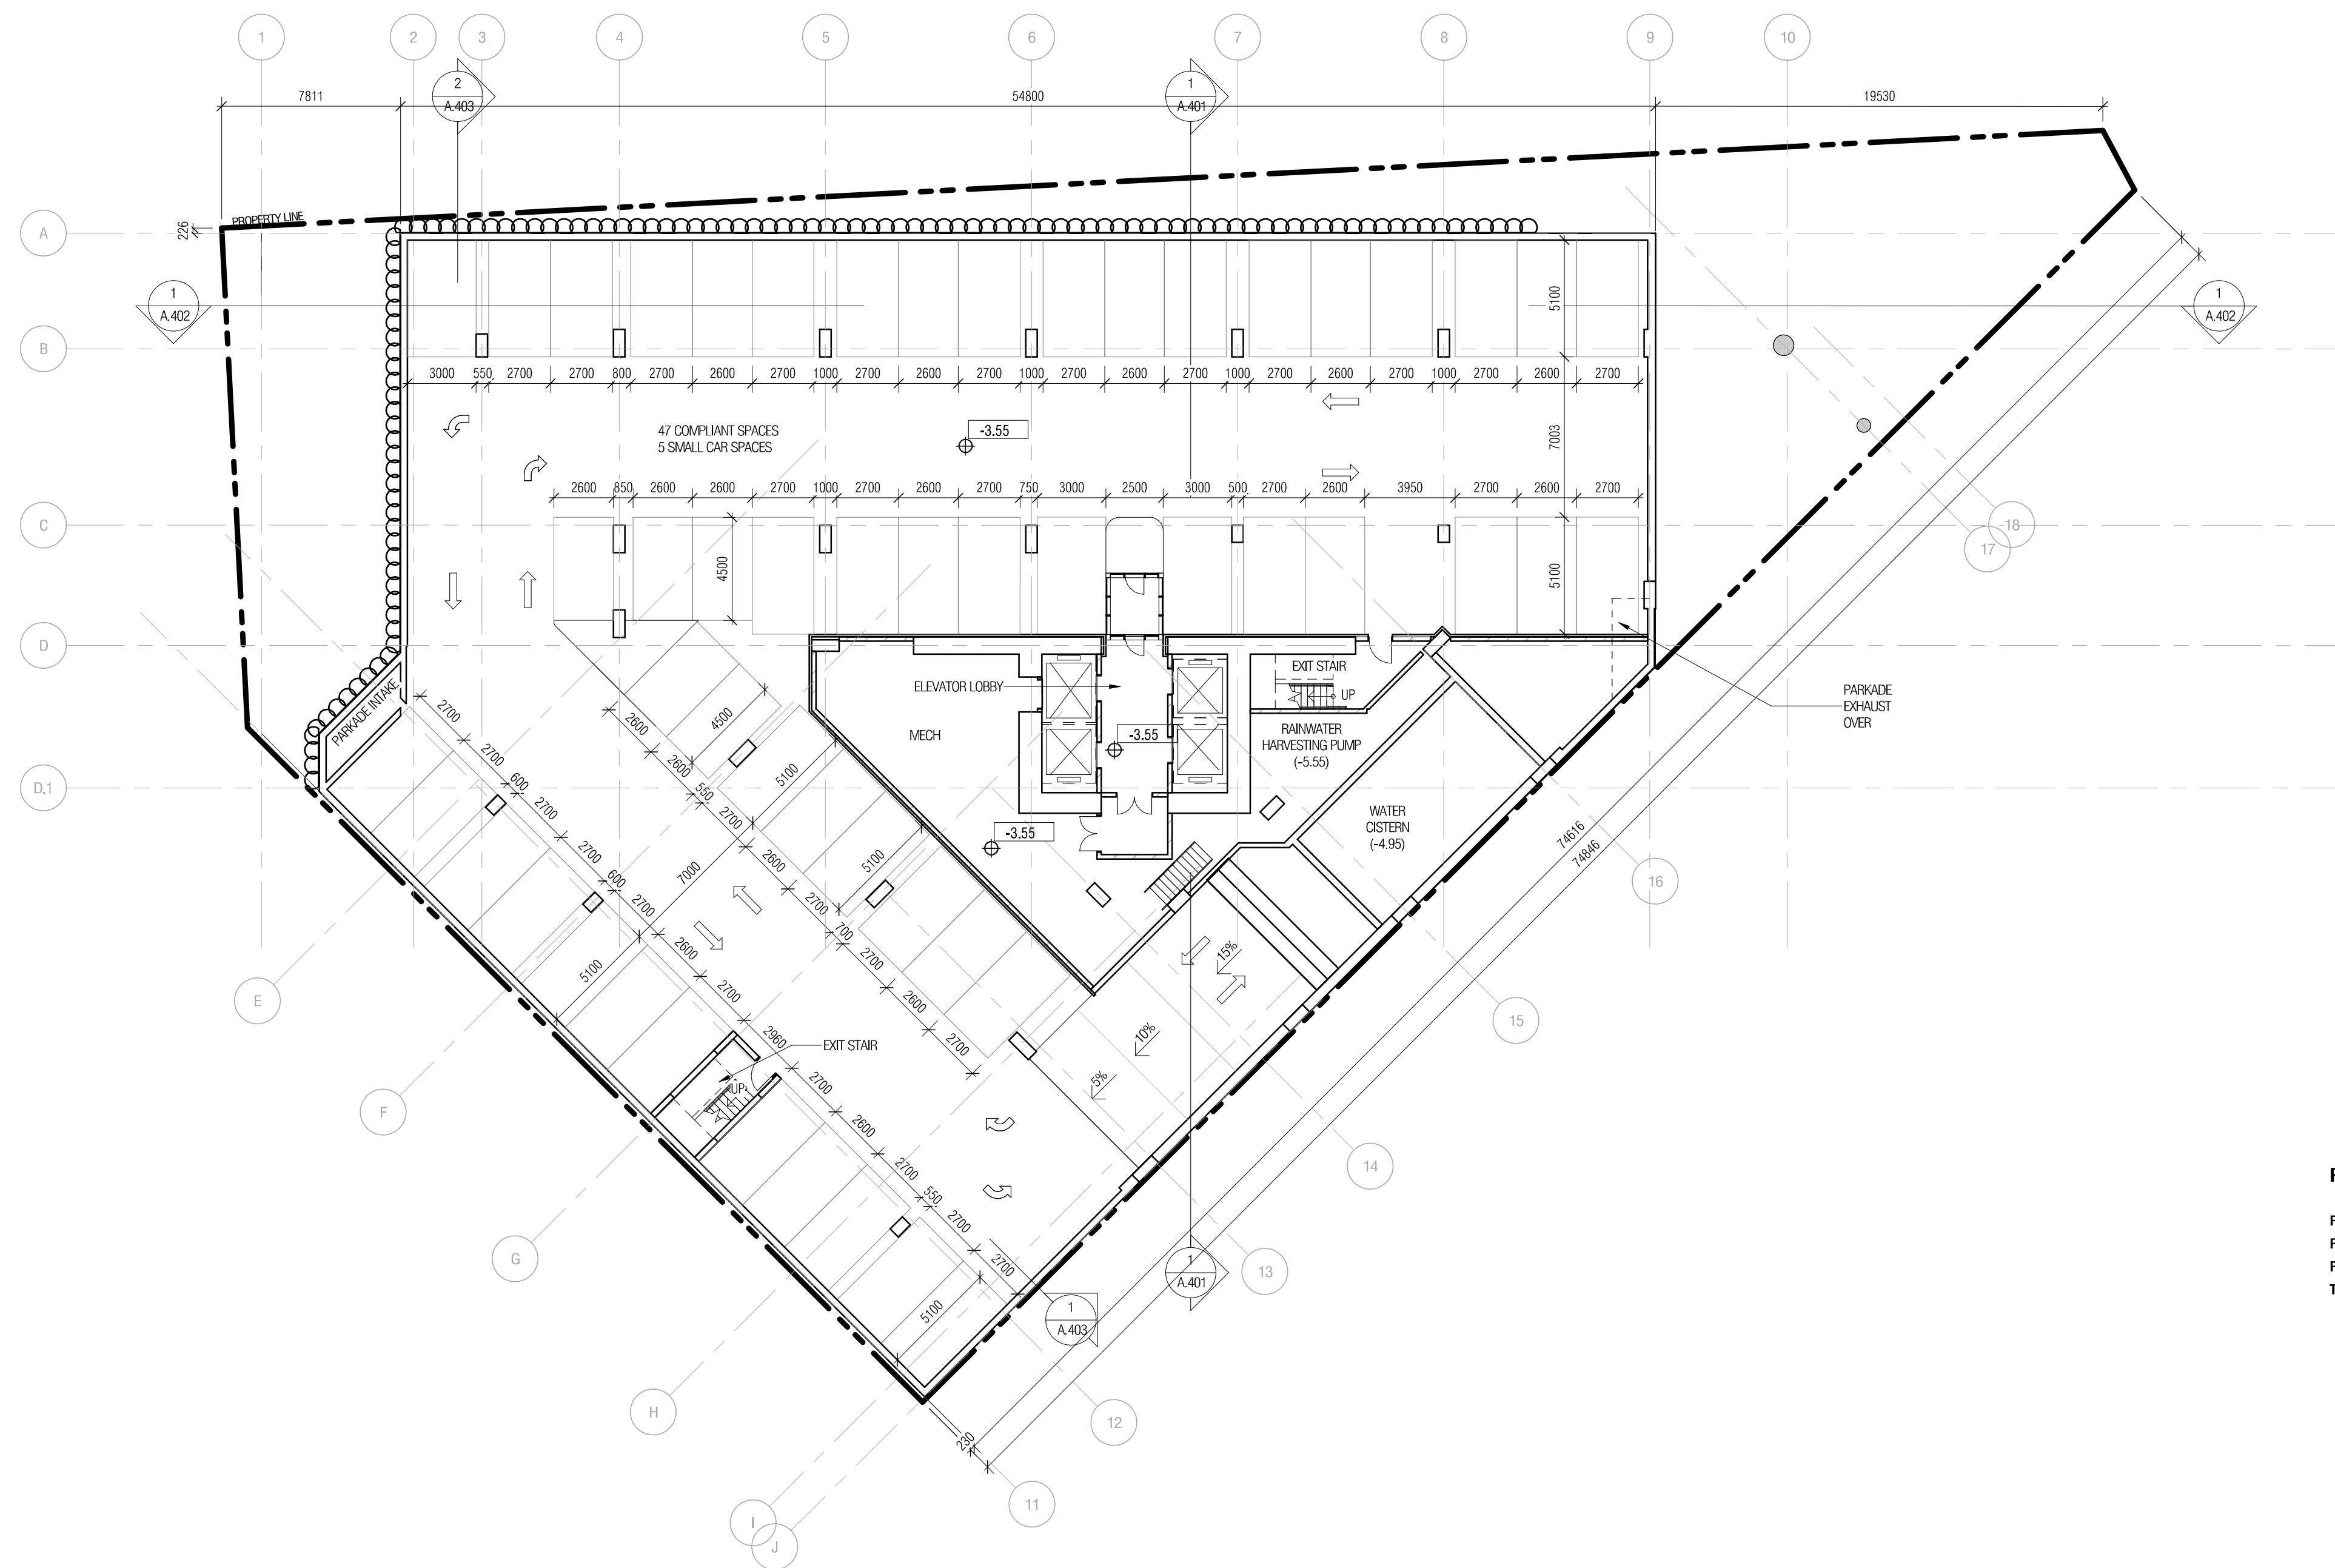 1 2 3 4 5 6 7 8 9 10
2
A.403
1
A.401
7811 54800 19530
PROPERTY LINE
226
A
1
A.402
5100
1
A.402
B
3000 550 2700 2700 800 2700 2600 2700 1000 2700 2600 2700 1000 2700 2600 2700 1000 2700 2600 2700 1000 2700 2600 2700
47 COMPLIANT SPACES
5 SMALL CAR SPACES
-3.55
7003
2600 850 2600 2600 2700 1000 2700 2600 2700 750 3000 2500 3000 500 2700 2600 3950 2700 2600 2700
C
18
17
4500
5100
D
EXIT STAIR
UP
ELEVATOR LOBBY
PARKADE INTAKE
PARKADE
EXHAUST
OVER
MECH
-3.55
RAINWATER
HARVESTING PUMP
(-5.55)
D.1
-3.55
WATER
CISTERN
(-4.95)
2700
2700
600
2700
2700
600
2700
2600
2700
2960
2700
2600
2700
550
2700
2700
2600
2600
550
2700
2600
2700
700
2700
2600
2700
4500
5100
5100
7000
5100
5100
74616
74846
16
15
14
13
12
11
15%
10%
5%
EXIT STAIR
UP
E
F
G
H
I
J
1
A.401
1
A.403
230
F
F
F
F
T